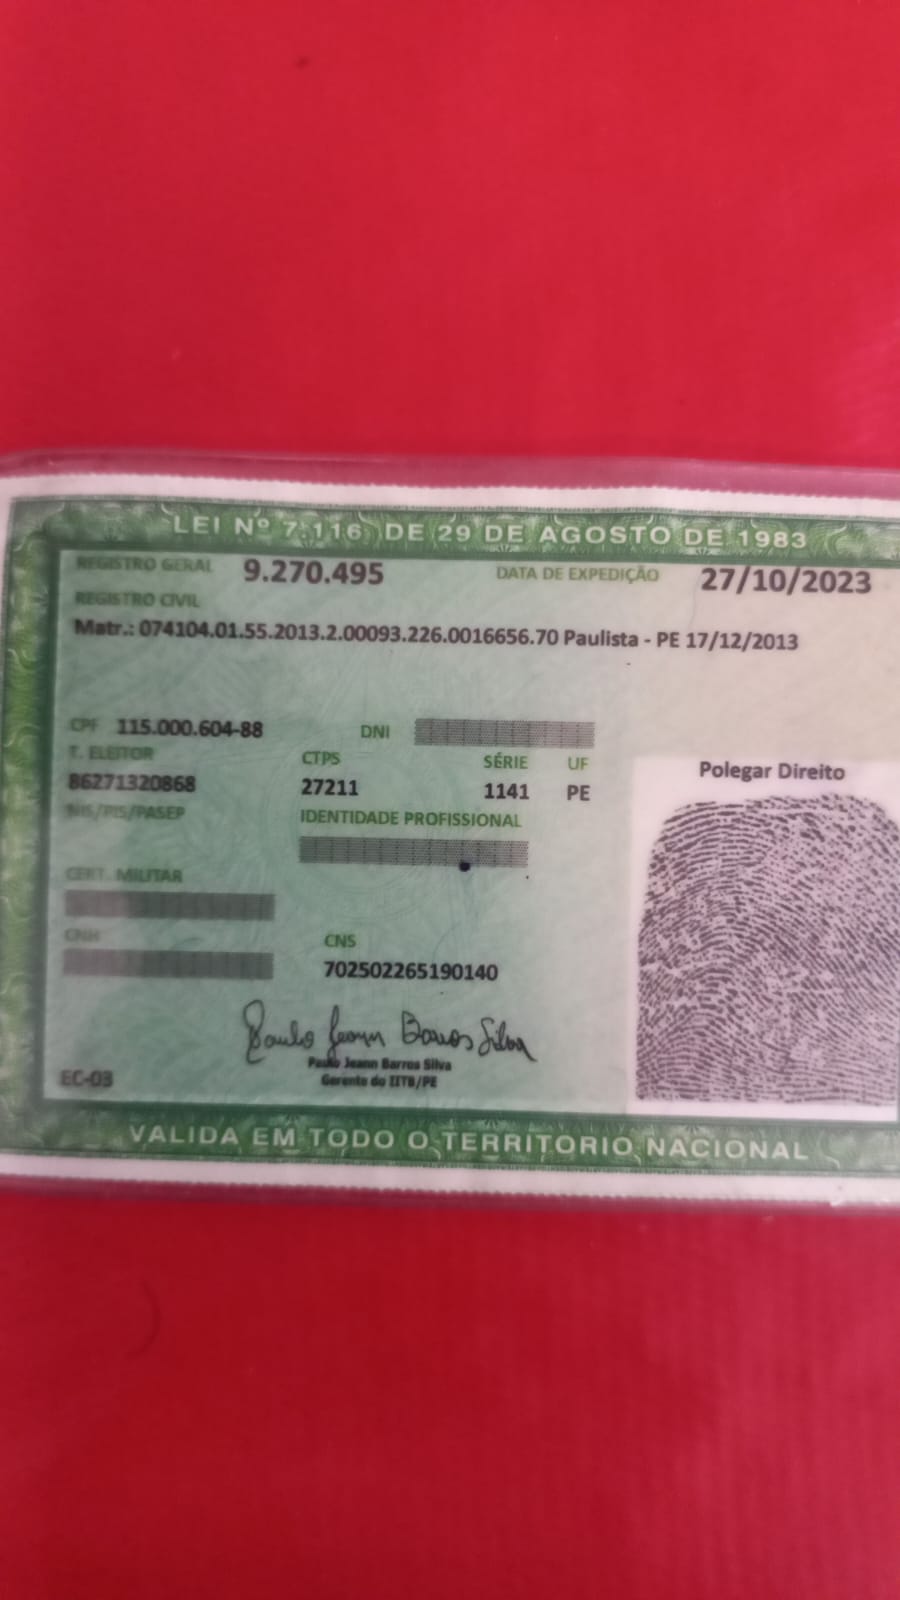 LEI Nº 7.116 DE 29 DE AGOSTO DE 1983
REGISTRO GERAL 9.270.495 DATA DE EXPEDIÇÃO 27/10/2023
REGISTRO CIVIL
Matr.: 074104.01.55.2013.2.00093.226.0016656.70 Paulista - PE 17/12/2013
CPF 115.000.604-88 DNI
T. ELEITOR CTPS SÉRIE UF
86271320868 27211 1141 PE
NIS/PIS/PASEP IDENTIDADE PROFISSIONAL
Polegar Direito
CERT. MILITAR
CNH CNS
702502265190140
Paulo Jeann Barros Silva
Paulo Jeann Barros Silva
Gerente do IITB/PE
EC-03
VALIDA EM TODO O TERRITORIO NACIONAL